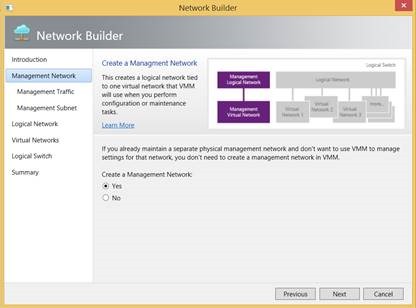 Network Builder
Network Builder
Introduction
Management Network
Management Traffic
Management Subnet
Logical Network
Virtual Networks
Logical Switch
Summary
Create a Managment Network
This creates a logical network tied
to one virtual network that VMM
will use when you perform
configuration or maintenance
tasks.
Learn More
Logical Switch
Management
Logical Network
Logical Network
Management
Virtual Network
Virtual
Network 1
Virtual
Network 2
Virtual
Network 3
more...
If you already maintain a separate physical management network and don't want to use VMM to manage
settings for that network, you don't need to create a management network in VMM.
Create a Management Network:
Yes
No
Previous
Next
Cancel